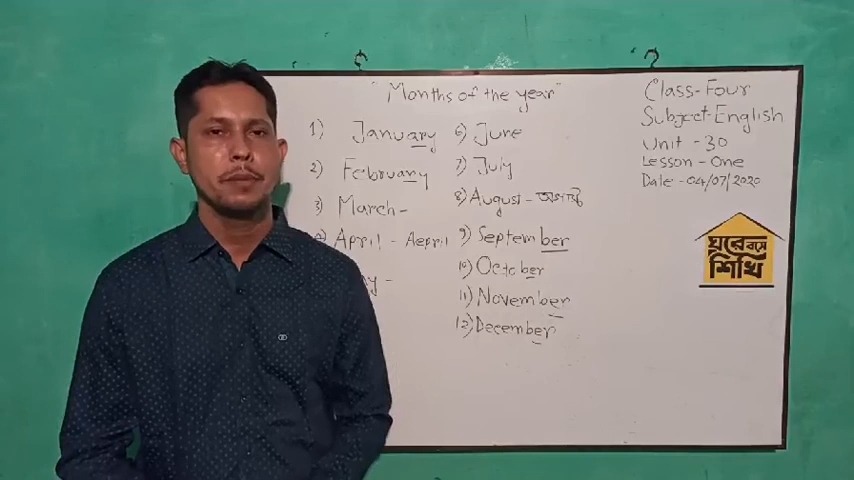 "Months of the year"
1) January
2) February
3) March-
April - Aepril
ay -
6) June
7) July
8) August -
9) September
10) October
11) November
12) December
Class-Four
Subject-English
Unit - 30
Lesson - One
Date - 04/07/2020
ঘরে বসে
শিখি